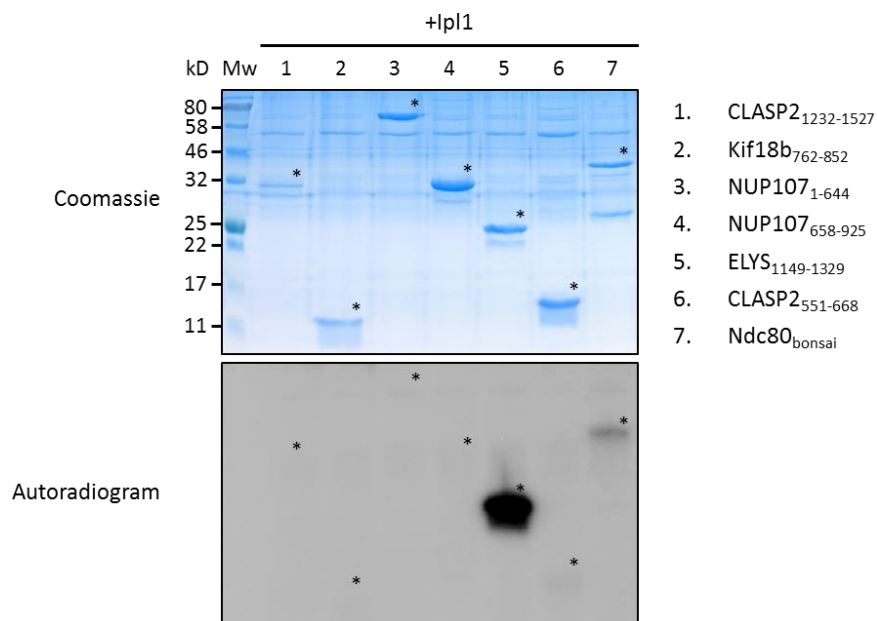 +Ipl1
kD Mw 1 2 3 4 5 6 7
80
58
46
32
25
22
17
11
Coomassie
* * * * * * *
1. CLASP2 1232-1527
2. Kif18b 762-852
3. NUP107 1-644
4. NUP107 658-925
5. ELYS 1149-1329
6. CLASP2 551-668
7. Ndc80 bonsai
Autoradiogram
* * * * * * *